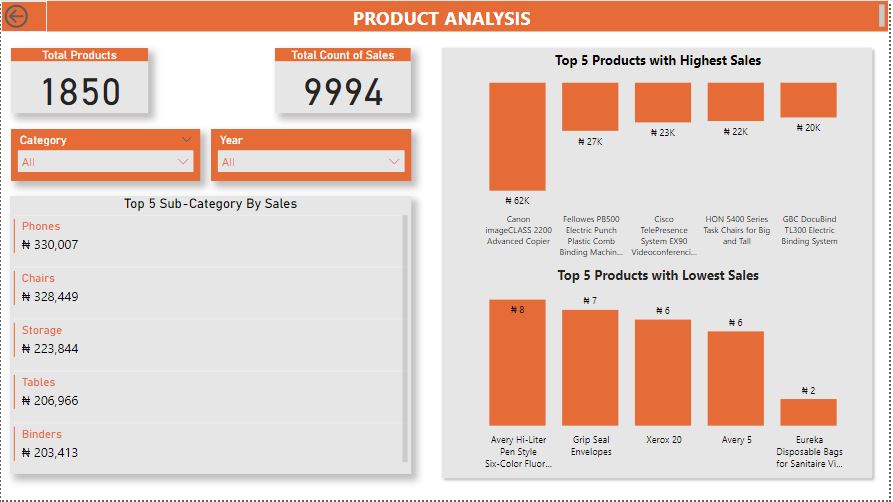 PRODUCT ANALYSIS
Total Products
1850
Total Count of Sales
9994
Category
All
Year
All
Top 5 Sub-Category By Sales
Phones
₦ 330,007
Chairs
₦ 328,449
Storage
₦ 223,844
Tables
₦ 206,966
Binders
₦ 203,413
Top 5 Products with Highest Sales
₦ 62K
₦ 27K
₦ 23K
₦ 22K
₦ 20K
Canon
imageCLASS 2200
Advanced Copier
Fellowes PB500
Electric Punch
Plastic Comb
Binding Machin...
Cisco
TelePresence
System EX90
Videoconferenci...
HON 5400 Series
Task Chairs for Big
and Tall
GBC DocuBind
TL300 Electric
Binding System
Top 5 Products with Lowest Sales
₦ 8
₦ 7
₦ 6
₦ 6
₦ 2
Avery Hi-Liter
Pen Style
Six-Color Fluor...
Grip Seal
Envelopes
Xerox 20
Avery 5
Eureka
Disposable Bags
for Sanitaire Vi...